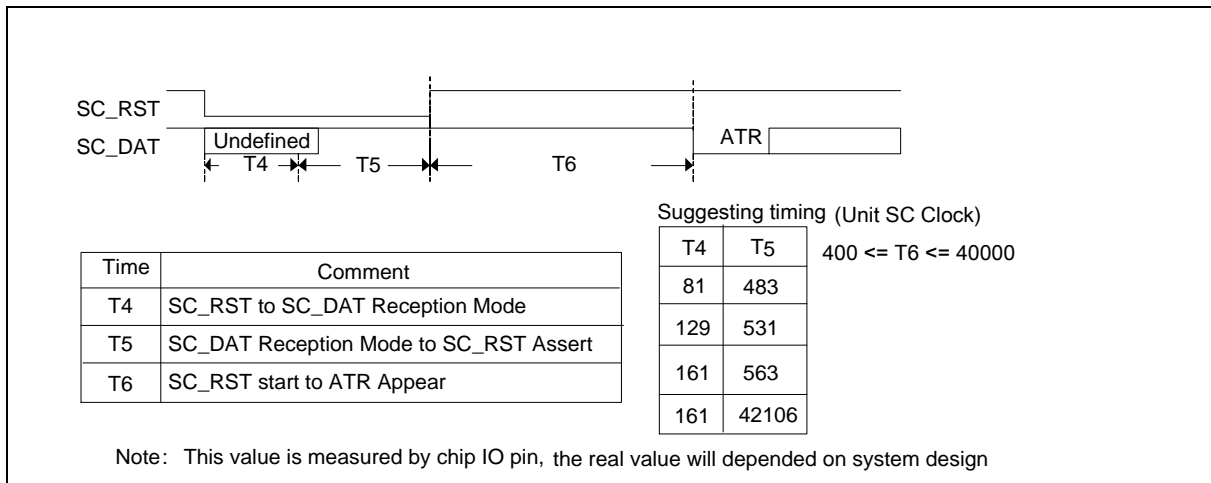 SC_RST
SC_DAT
Undefined
ATR
T4
T5
T6
Suggesting timing (Unit SC Clock)
T4 T5
400 <= T6 <= 40000
81 483
129 531
161 563
161 42106
Time Comment
T4 SC_RST to SC_DAT Reception Mode
T5 SC_DAT Reception Mode to SC_RST Assert
T6 SC_RST start to ATR Appear
Note: This value is measured by chip IO pin, the real value will depended on system design